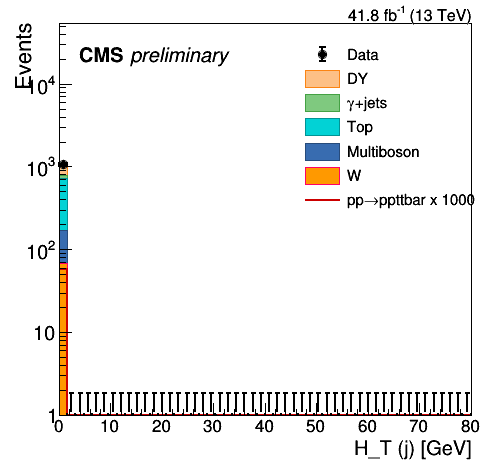 41.8 fb⁻¹ (13 TeV)
Events
CMS preliminary
Data
DY
γ+jets
Top
Multiboson
W
pp→ppttbar x 1000
10⁴
10³
10²
10
1
0 10 20 30 40 50 60 70 80
H_T (j) [GeV]